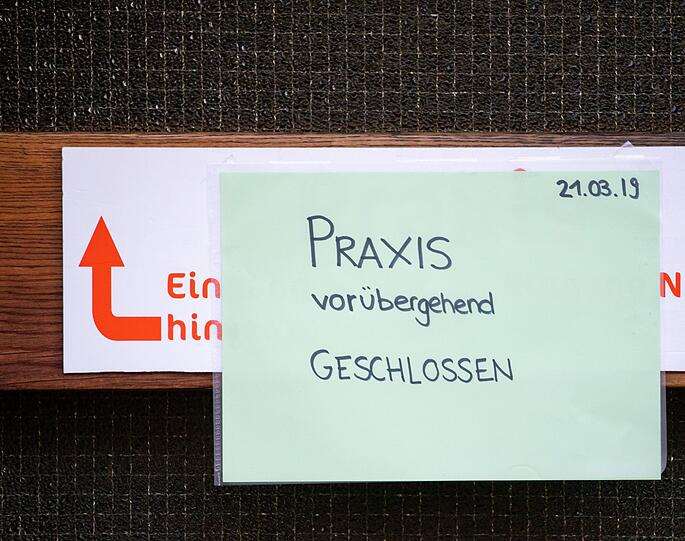 21.03.19
PRAXIS
vorübergehend
GESCHLOSSEN
Ein
hin
N